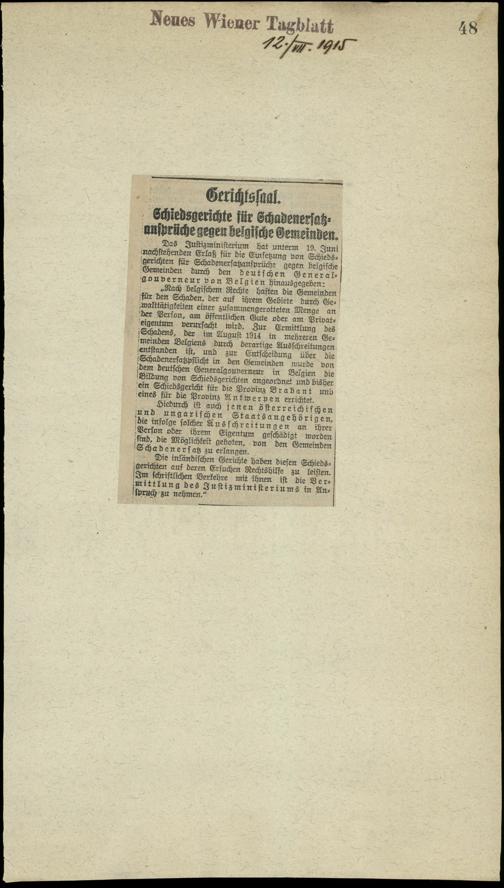 Neues Wiener Tagblatt
48
12./VII. 1915
Gerichtssaal.
Schiedsgerichte für Schadenersatz-
ansprüche gegen belgische Gemeinden.
Das Justizministerium hat unterm 19. Juni
nachstehenden Erlaß für die Einsetzung von Schieds-
gerichten für Schadenersatzansprüche gegen belgische
Gemeinden durch den deutschen General-
gouverneur von Belgien hinausgegeben:
„Nach belgischem Rechte haften die Gemeinden
für den Schaden, der auf ihrem Gebiete durch Ge-
walttätigkeiten einer zusammengerotteten Menge an
der Person, am öffentlichen Gute oder am Privat-
eigentum verursacht wird. Zur Ermittlung des
Schadens, der im August 1914 in mehreren Ge-
meinden Belgiens durch derartige Ausschreitungen
entstanden ist, und zur Entscheidung über die
Schadenersatzpflicht in den Gemeinden wurde von
dem deutschen Generalgouverneur in Belgien die
Bildung von Schiedsgerichten angeordnet und bisher
ein Schiedsgericht für die Provinz Brabant und
eines für die Provinz Antwerpen errichtet.
Hiedurch ist auch jenen österreichischen
und ungarischen Staatsangehörigen,
die infolge solcher Ausschreitungen an ihrer
Person oder ihrem Eigentum geschädigt worden
sind, die Möglichkeit geboten, von den Gemeinden
Schadenersatz zu erlangen.
Die inländischen Gerichte haben diesen Schieds-
gerichten auf deren Ersuchen Rechtshilfe zu leisten.
Im schriftlichen Verkehre mit ihnen ist die Ver-
mittlung des Justizministeriums in An-
spruch zu nehmen.“